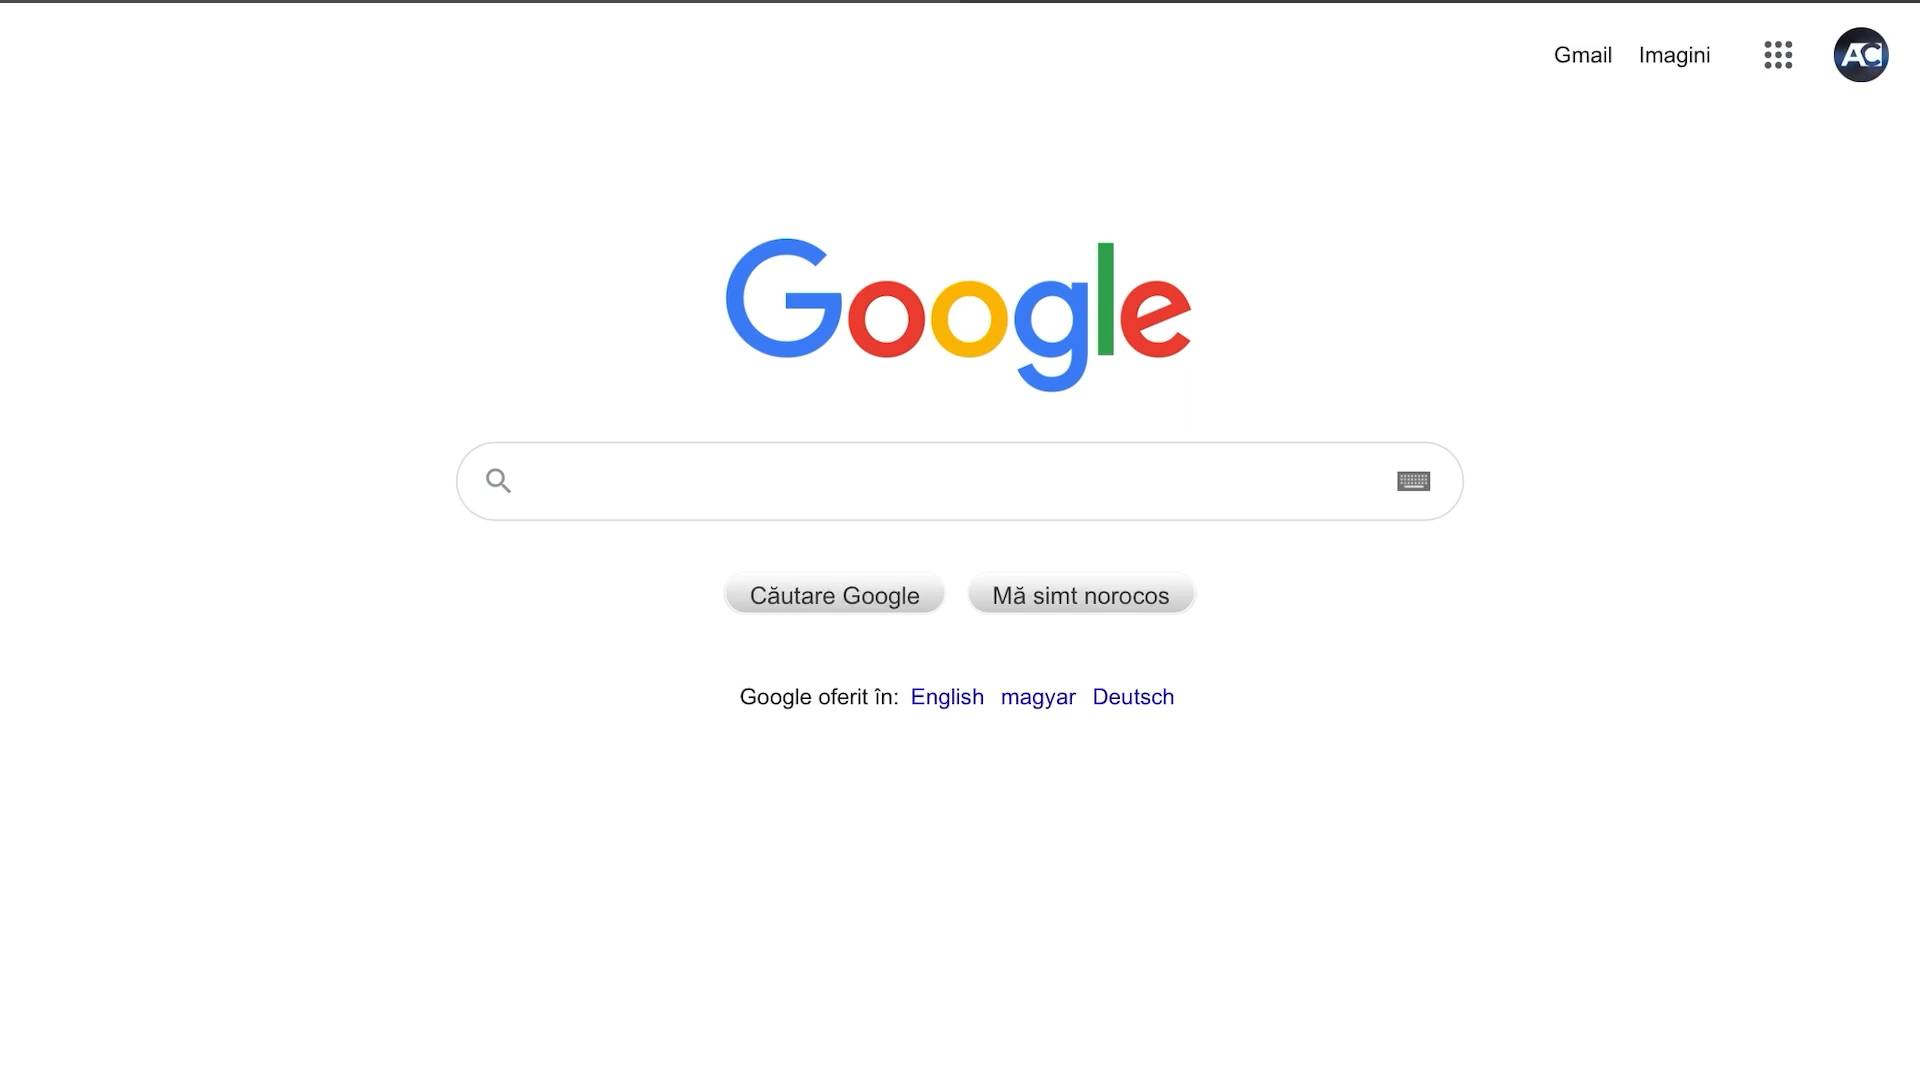 Gmail Imagini
AC
Google
Căutare Google Mă simt norocos
Google oferit în: English magyar Deutsch